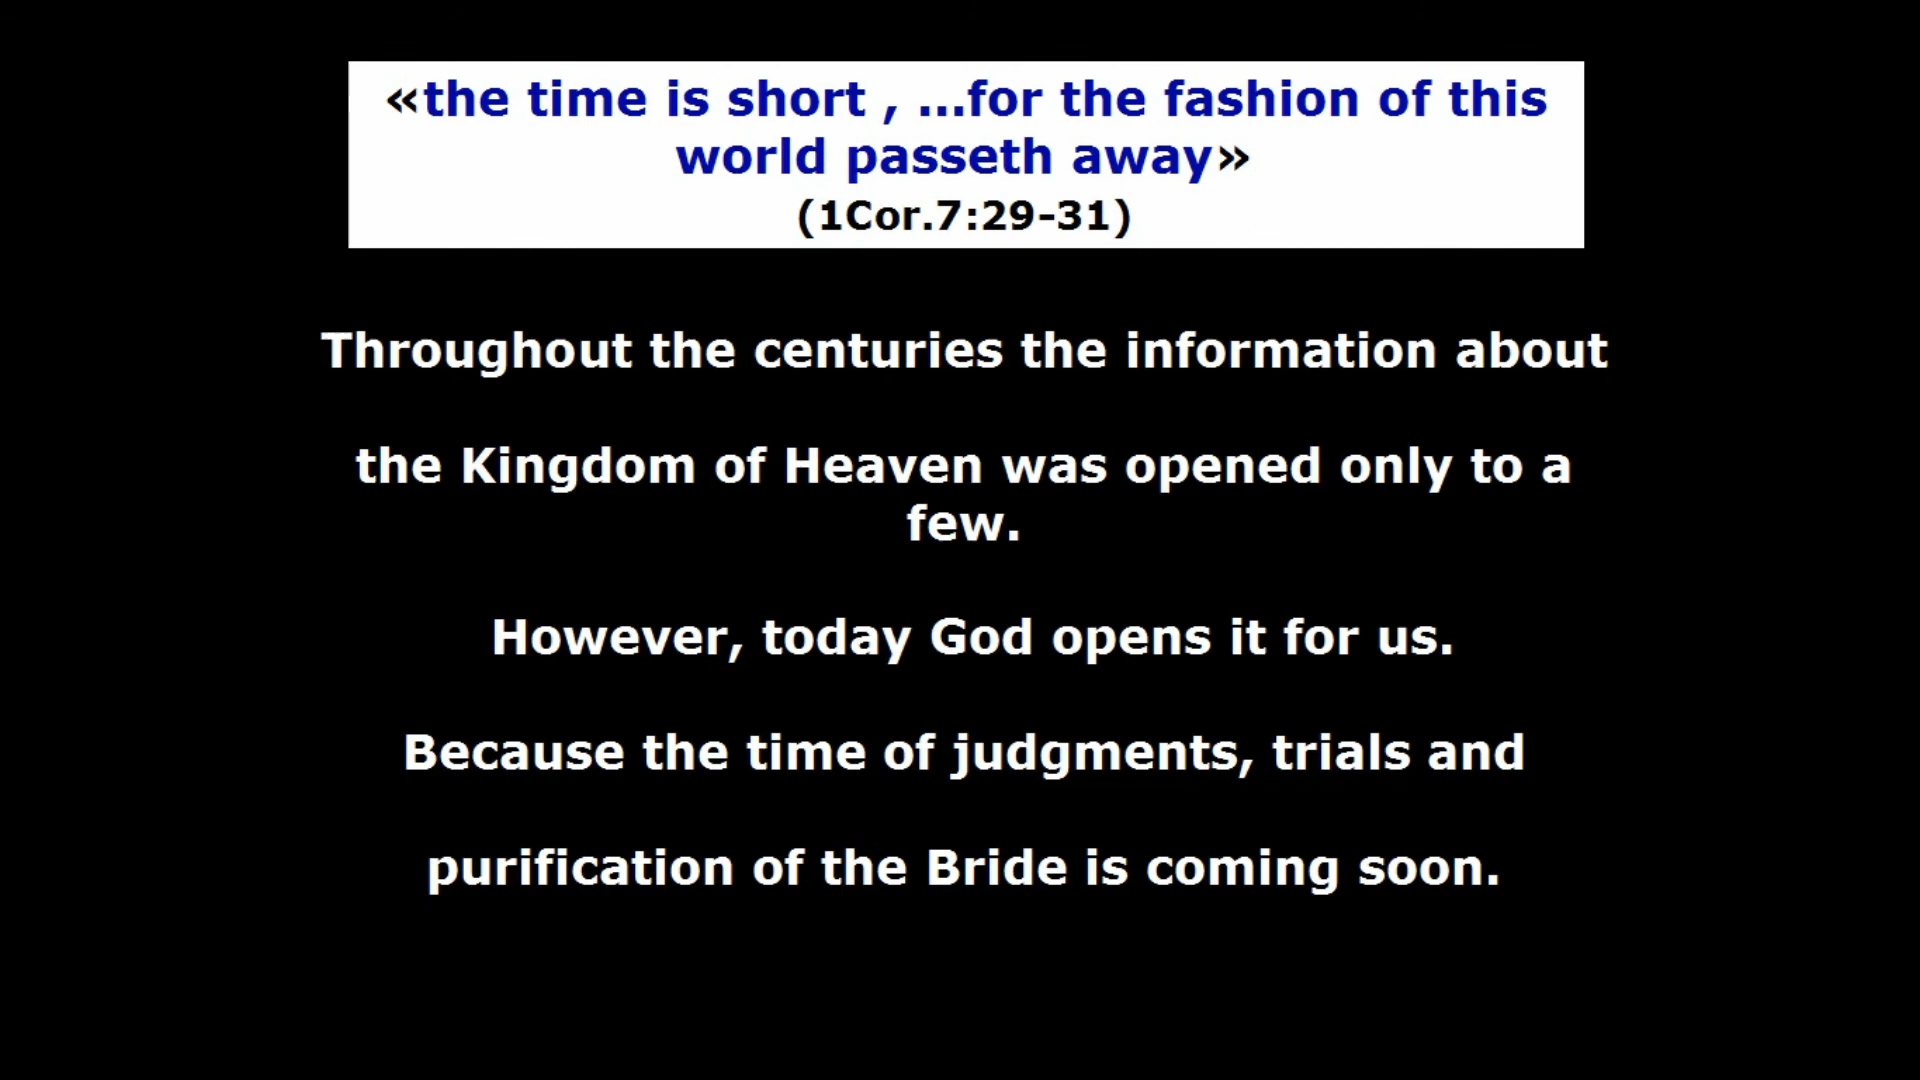 «the time is short , ...for the fashion of this
world passeth away»
(1Cor.7:29-31)
Throughout the centuries the information about
the Kingdom of Heaven was opened only to a
few.
However, today God opens it for us.
Because the time of judgments, trials and
purification of the Bride is coming soon.